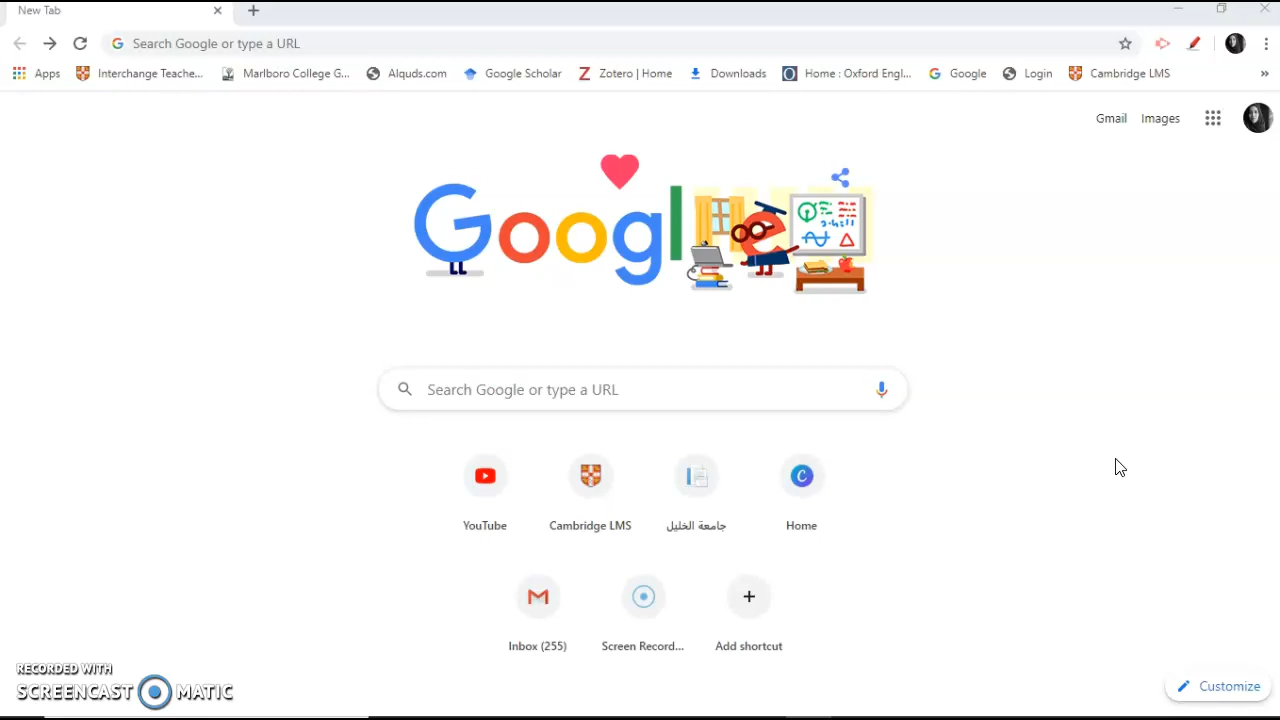 New Tab
Search Google or type a URL
Apps Interchange Teache... Marlboro College G... Alquds.com Google Scholar Zotero | Home Downloads Home : Oxford Engl... Google Login Cambridge LMS »
Gmail Images
Google
Search Google or type a URL
YouTube Cambridge LMS جامعة الخليل Home
Inbox (255) Screen Record... Add shortcut
RECORDED WITH
SCREENCAST MATIC
Customize